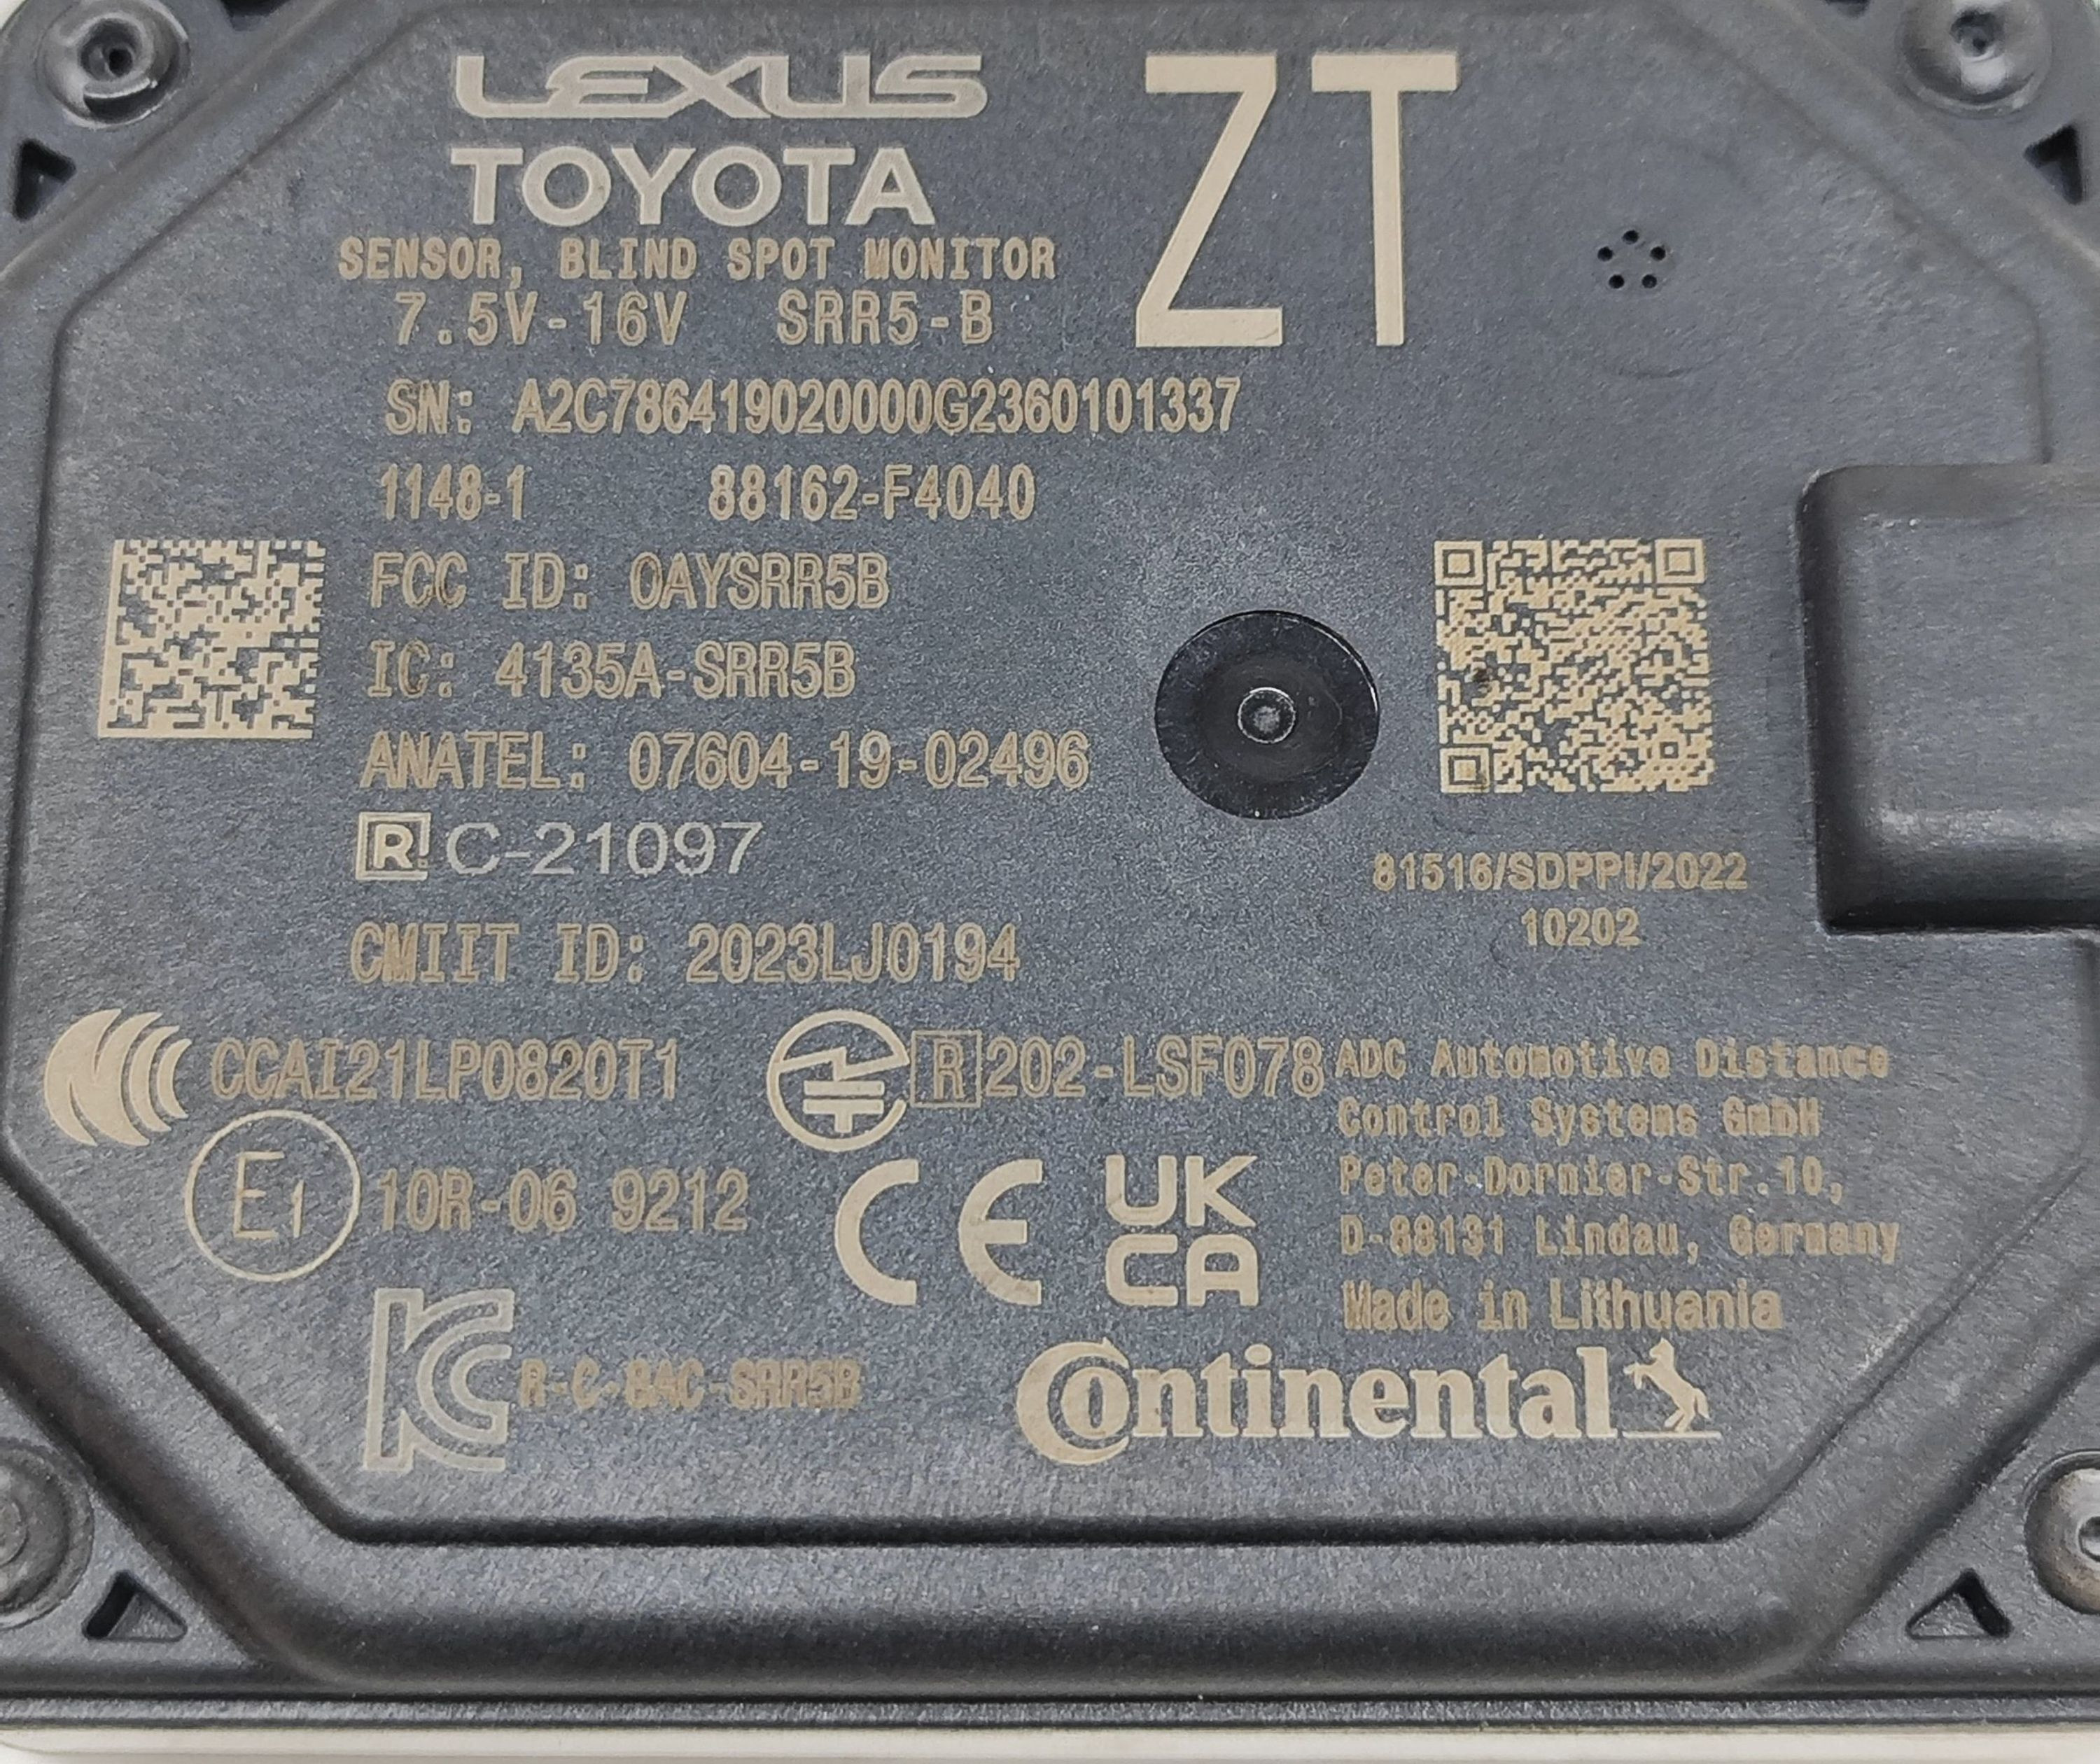 LEXUS
TOYOTA
ZT
SENSOR, BLIND SPOT MONITOR
7.5V-16V SRR5-B
SN: A2C786419020000G2360101337
1148-1 88162-F4040
FCC ID: OAYSRR5B
IC: 4135A-SRR5B
ANATEL: 07604-19-02496
R C-21097
81516/SDPPI/2022
10202
CMIIT ID: 2023LJ0194
CCAI21LP0820T1
R 202-LSF078
E1 10R-06 9212
CE
UK
CA
ADC Automotive Distance
Control Systems GmbH
Peter-Dornier-Str.10,
D-88131 Lindau, Germany
Made in Lithuania
KC R-C-8AC-SRR5B
Continental